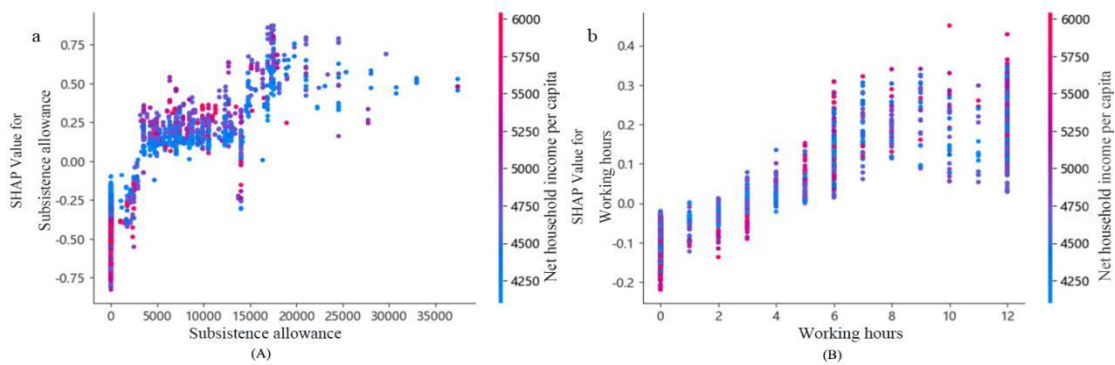 a
SHAP Value for
Subsistence allowance
0.75
0.50
0.25
0.00
-0.25
-0.50
-0.75
0 5000 10000 15000 20000 25000 30000 35000
Subsistence allowance
(A)
6000
5750
5500
5250
5000
4750
4500
4250
Net household income per capita
b
SHAP Value for
Working hours
0.4
0.3
0.2
0.1
0.0
-0.1
-0.2
0 2 4 6 8 10 12
Working hours
(B)
6000
5750
5500
5250
5000
4750
4500
4250
Net household income per capita